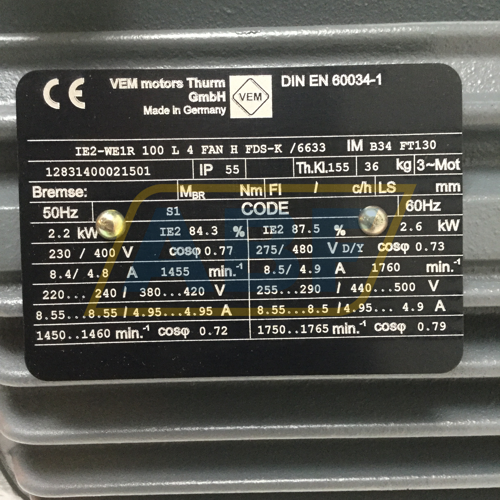 CE VEM motors Thurm GmbH VEM DIN EN 60034-1
Made in Germany
IE2-WE1R 100 L 4 FAN H FDS-K /6633 IM B34 FT130
12831400021501 IP 55 Th.Kl.155 36 kg 3~Mot
Bremse: MBR Nm Fl / c/h LS mm
50Hz S1 CODE 60Hz
2.2 kW IE2 84.3 % IE2 87.5 % 2.6 kW
230 / 400 V cosφ 0.77 275/ 480 V D/Y cosφ 0.73
8.4/ 4.8 A 1455 min.-1 8.5/ 4.9 A 1760 min.-1
220... 240/ 380...420 V 255...290 / 440...500 V
8.55...8.55 / 4.95...4.95 A 8.55...8.5 /4.95... 4.9 A
1450..1460 min.-1 cosφ 0.72 1750...1765 min.-1 cosφ 0.79